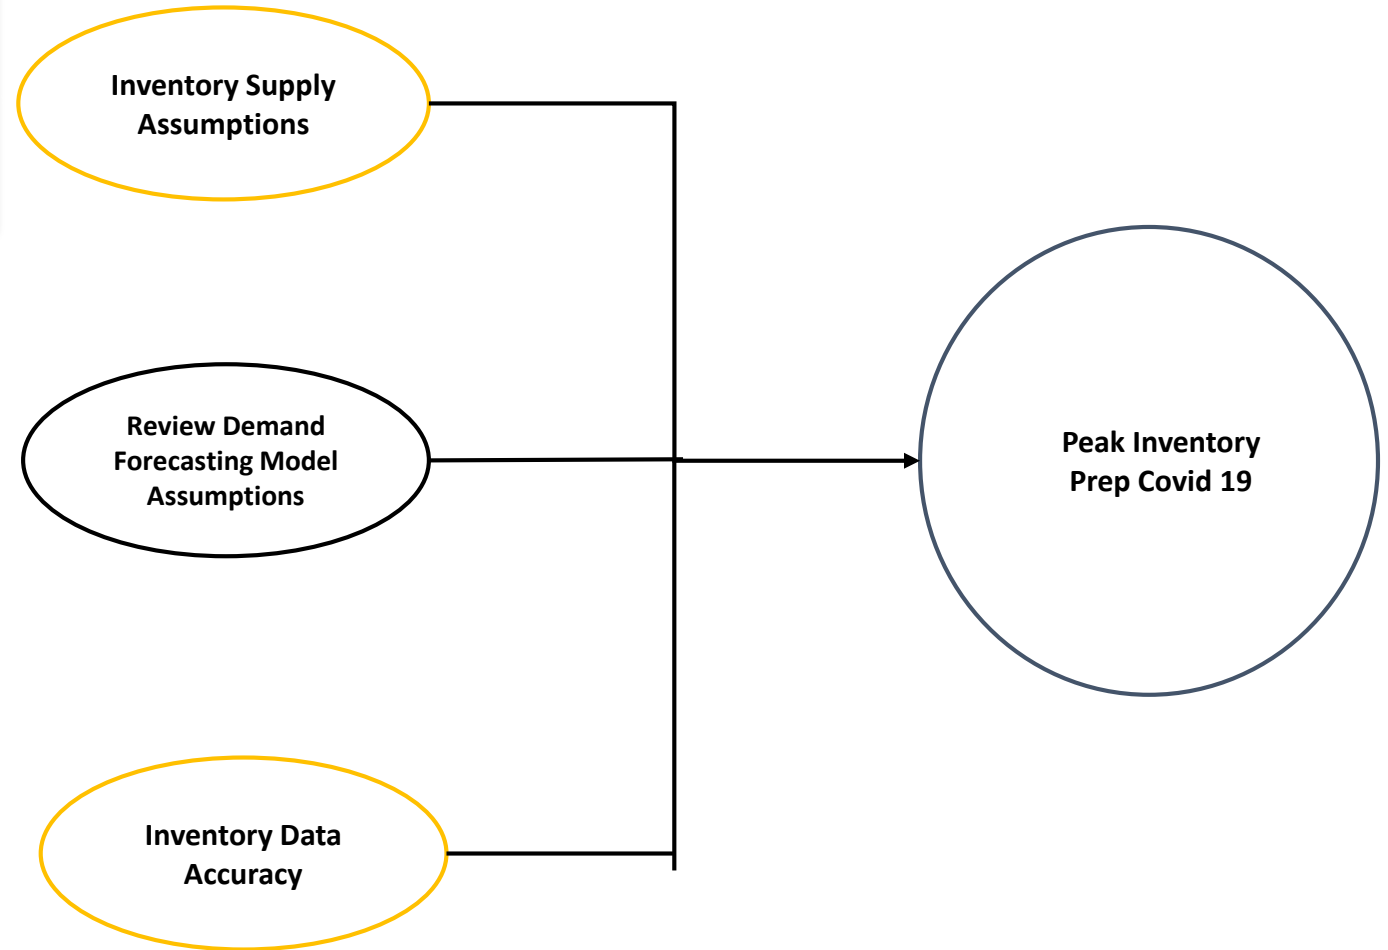 Inventory Supply
Assumptions
Review Demand
Forecasting Model
Assumptions
Inventory Data
Accuracy
Peak Inventory
Prep Covid 19